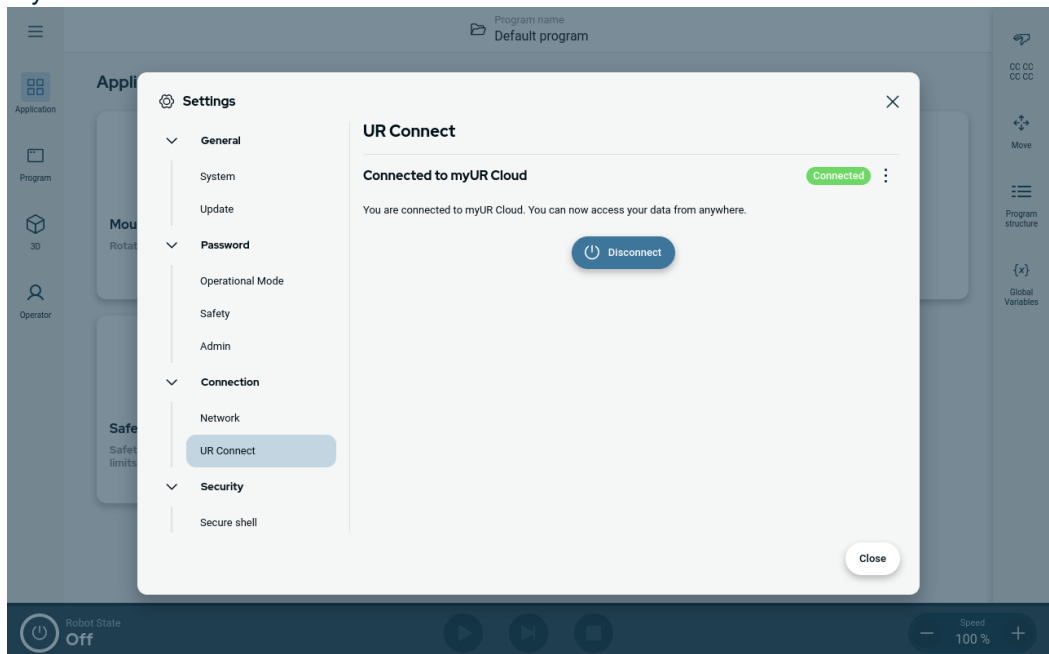 Program name
Default program
Application
Program
3D
Operator
Appli
Mou
Rotat
Safe
Safet
limits
Settings
General
System
Update
Password
Operational Mode
Safety
Admin
Connection
Network
UR Connect
Security
Secure shell
UR Connect
Connected to myUR Cloud
Connected
You are connected to myUR Cloud. You can now access your data from anywhere.
Disconnect
Close
CC CC
CC CC
Move
Program
structure
{x}
Global
Variables
Robot State
Off
Speed
100 %